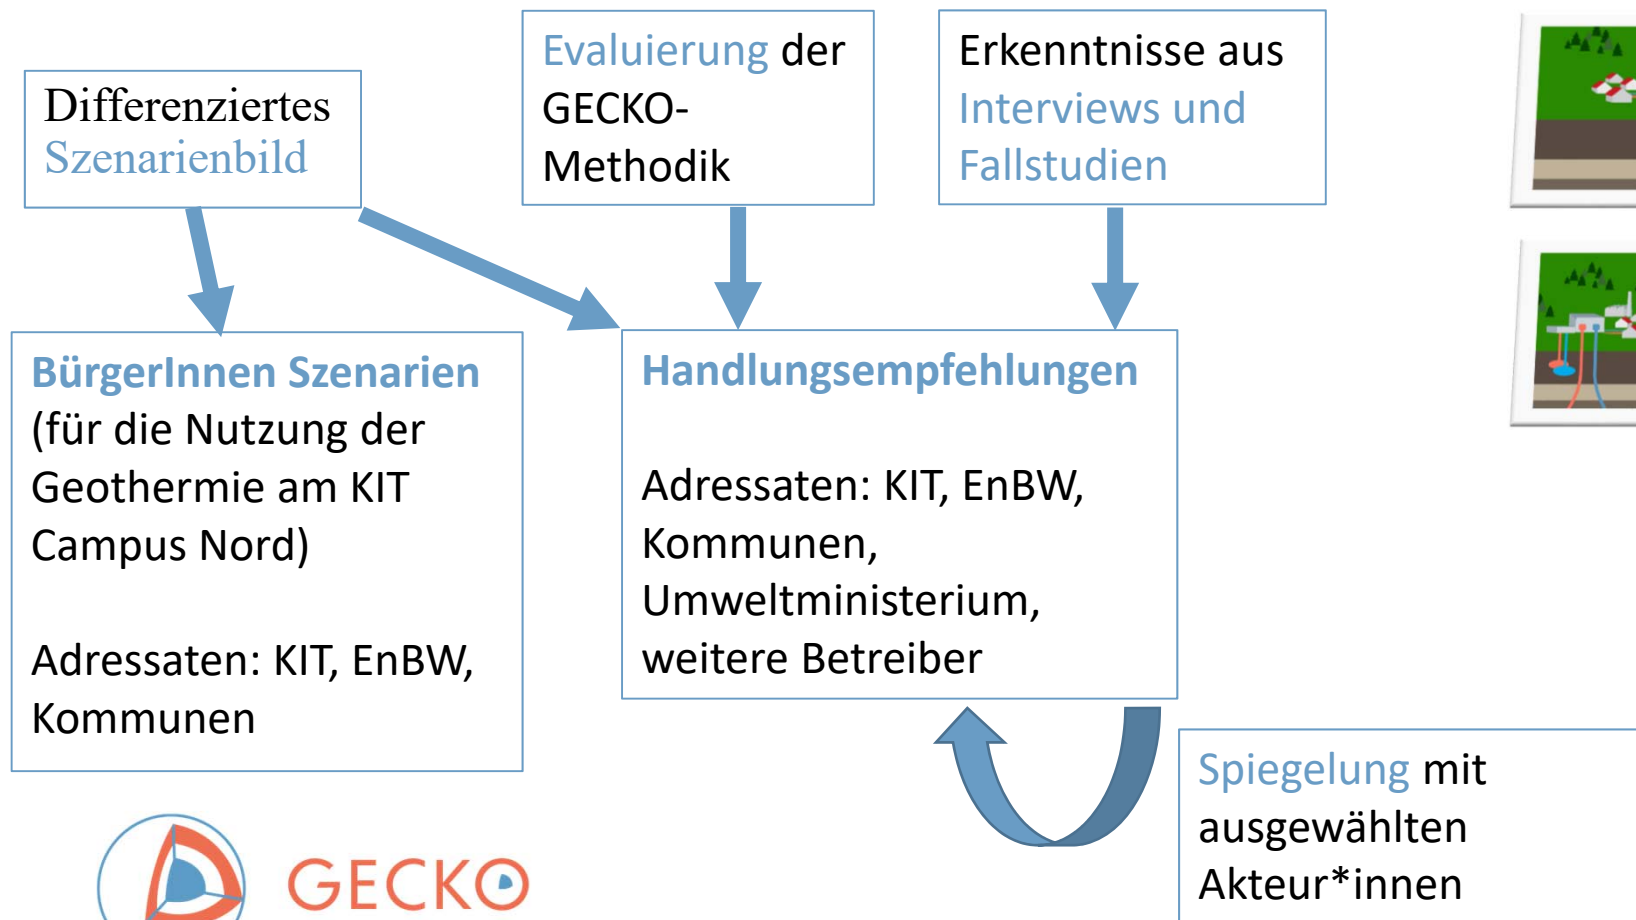 Differenziertes
Szenarienbild
Evaluierung der
GECKO-
Methodik
Erkenntnisse aus
Interviews und
Fallstudien
BürgerInnen Szenarien
(für die Nutzung der
Geothermie am KIT
Campus Nord)
Adressaten: KIT, EnBW,
Kommunen
Handlungsempfehlungen
Adressaten: KIT, EnBW,
Kommunen,
Umweltministerium,
weitere Betreiber
Spiegelung mit
ausgewählten
Akteur*innen
GECKO